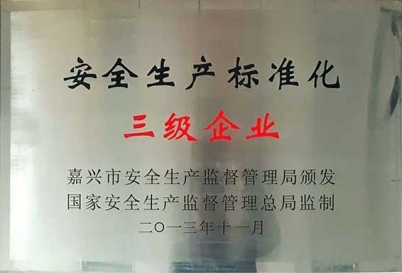 安全生产标准化
三级企业
嘉兴市安全生产监督管理局颁发
国家安全生产监督管理总局监制
二〇一三年十一月